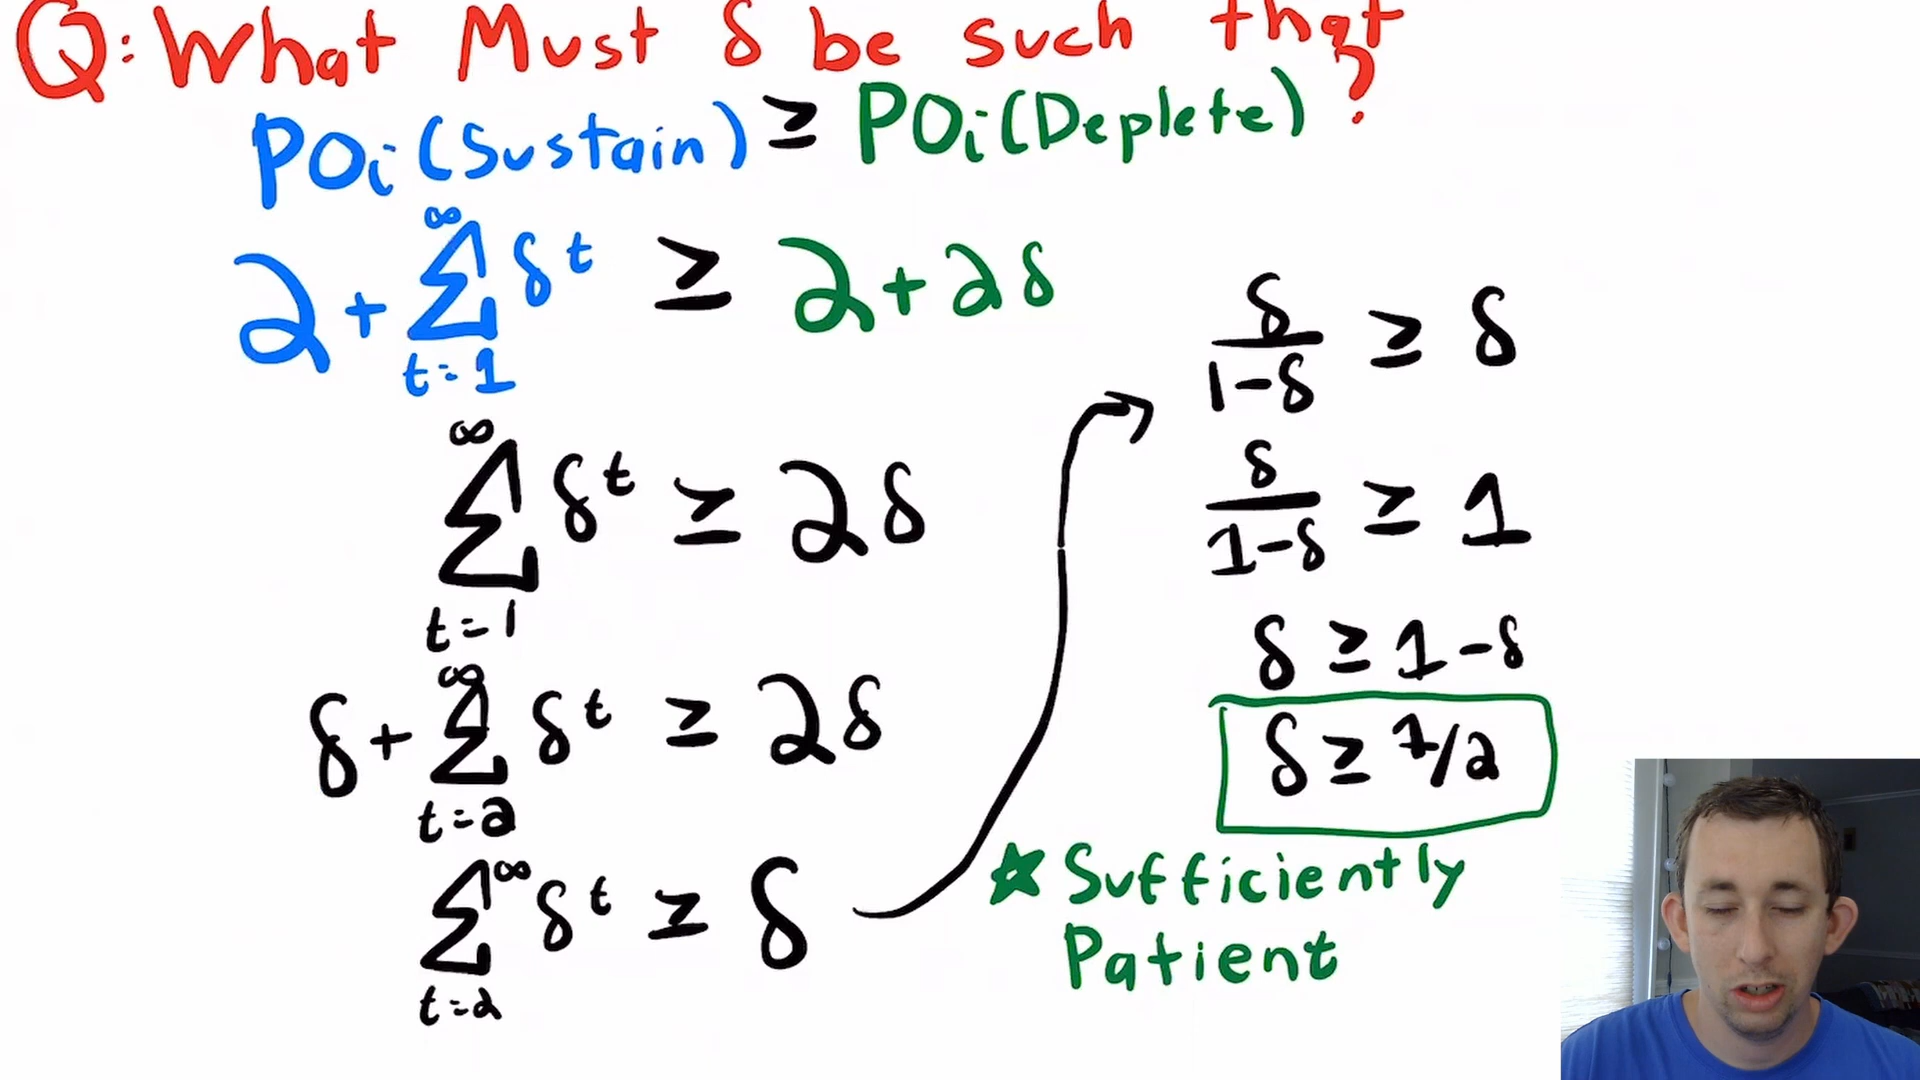 Q: What Must δ be such that?
POi(Sustain) ≥ POi(Deplete)
2 + ∑_{t=1}^{∞} δ^t ≥ 2 + 2δ
∑_{t=1}^{∞} δ^t ≥ 2δ
δ + ∑_{t=2}^{∞} δ^t ≥ 2δ
∑_{t=2}^{∞} δ^t ≥ δ
δ/(1-δ) ≥ δ
δ/(1-δ) ≥ 1
δ ≥ 1-δ
δ ≥ 1/2
★ Sufficiently
Patient